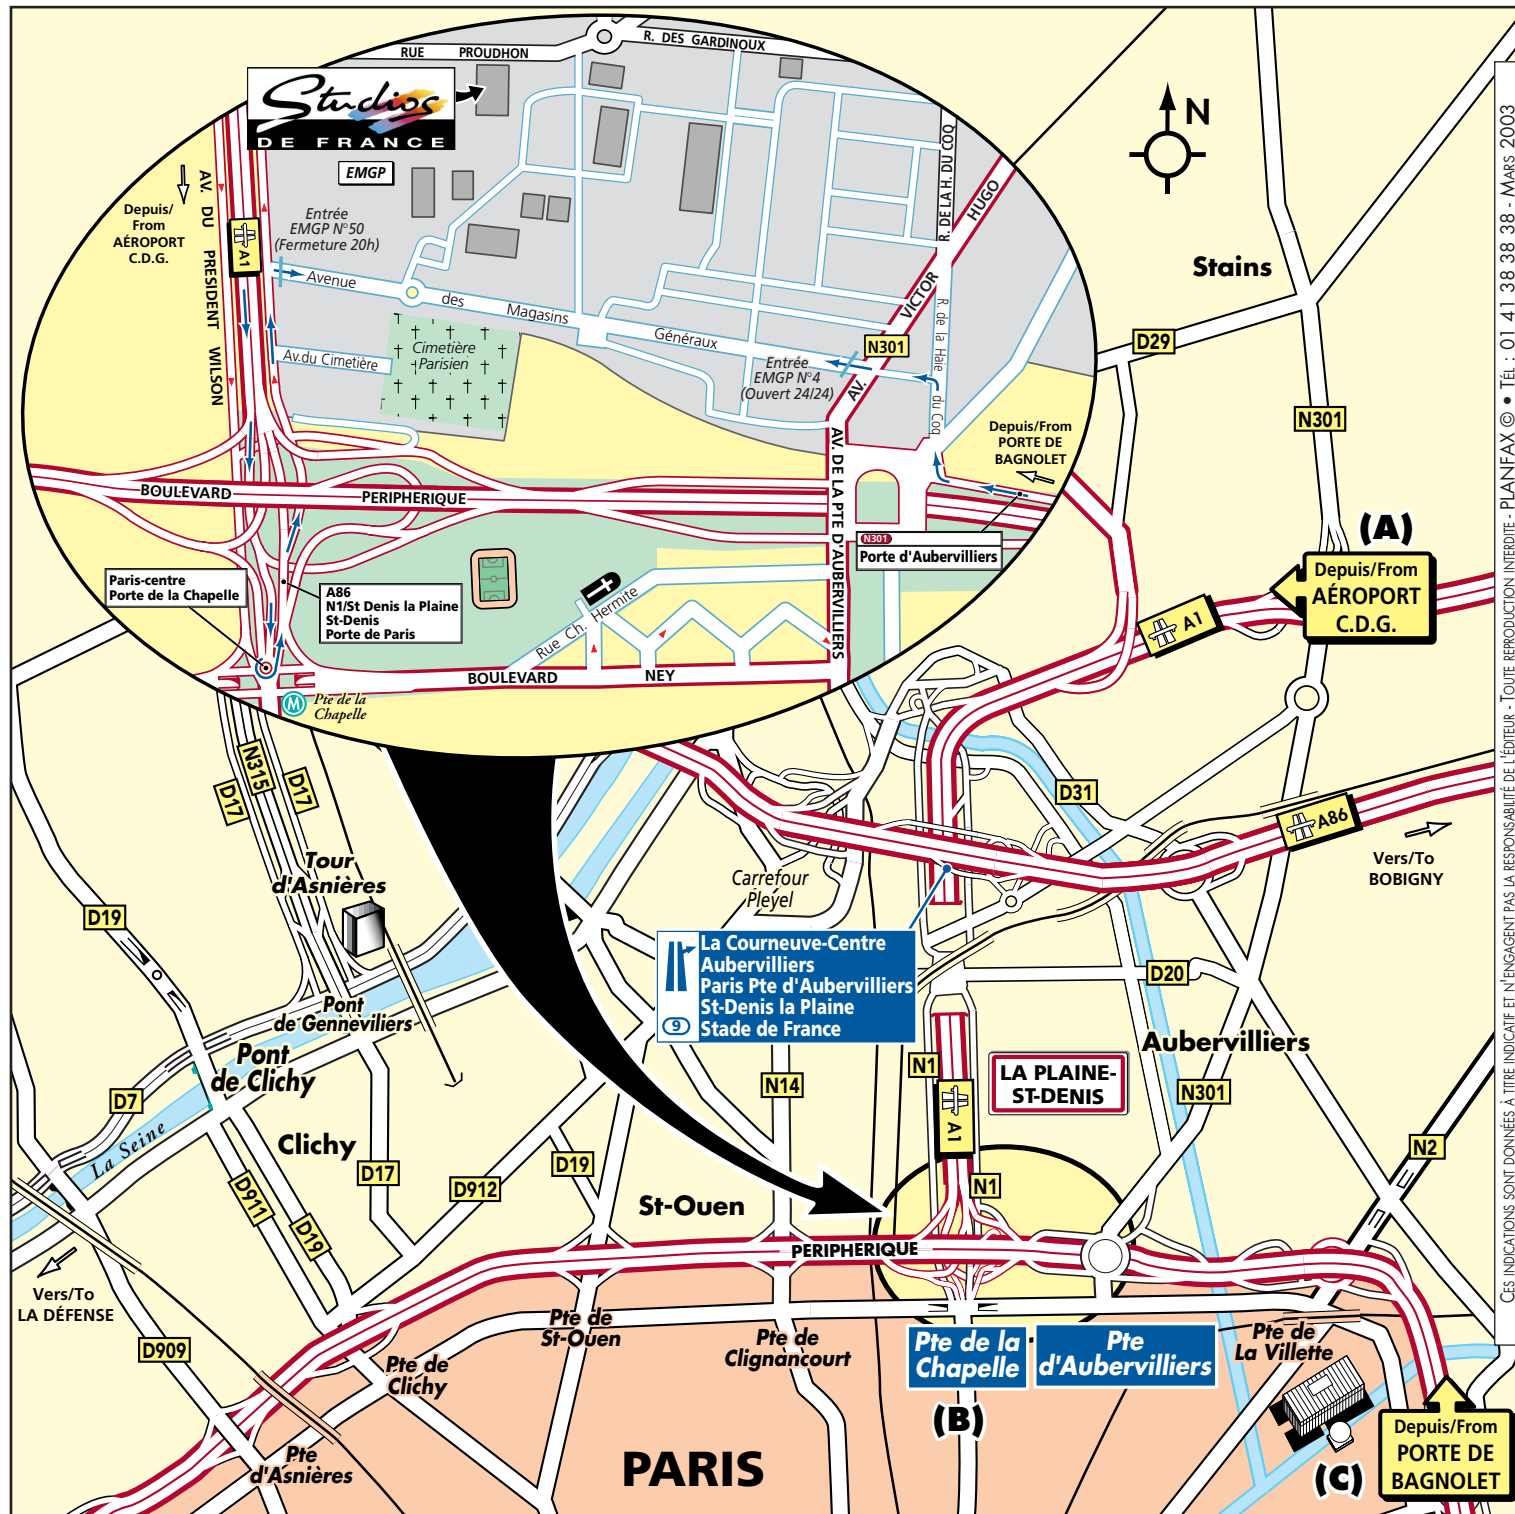 RUE PROUDHON
R. DES GARDINOUX
Studios
DE FRANCE
EMGP
Depuis/
From
AÉROPORT
C.D.G.
AV. DU PRESIDENT WILSON
A1
Entrée
EMGP N°50
(Fermeture 20h)
Avenue des Magasins Généraux
Av.du Cimetière
Cimetière
Parisien
R. DE LA H. DU COQ
AV. VICTOR HUGO
R. de la Haie du Coq
N301
Entrée
EMGP N°4
(Ouvert 24/24)
Depuis/From
PORTE DE
BAGNOLET
AV. DE LA PTE D'AUBERVILLIERS
BOULEVARD PERIPHERIQUE
N301
Porte d'Aubervilliers
Paris-centre
Porte de la Chapelle
A86
N1/St Denis la Plaine
St-Denis
Porte de Paris
Rue Ch. Hermite
BOULEVARD NEY
M
Pte de la
Chapelle
N
Stains
D29
N301
(A)
Depuis/From
AÉROPORT
C.D.G.
A1
D31
A86
Vers/To
BOBIGNY
N315
D17
D17
Tour
d'Asnières
D19
Carrefour
Pleyel
La Courneuve-Centre
Aubervilliers
Paris Pte d'Aubervilliers
St-Denis la Plaine
Stade de France
9
D20
Pont
de Genneviliers
Pont
de Clichy
Aubervilliers
D7
La Seine
Clichy
N14
N1
LA PLAINE-
ST-DENIS
N301
A1
N2
D17
D19
D912
D911
D19
St-Ouen
N1
PERIPHERIQUE
Vers/To
LA DÉFENSE
D909
Pte de
St-Ouen
Pte de
Clichy
Pte de
Clignancourt
Pte de la
Chapelle
Pte
d'Aubervilliers
Pte de
La Villette
(B)
Pte
d'Asnières
PARIS
(C)
Depuis/From
PORTE DE
BAGNOLET
CES INDICATIONS SONT DONNÉES À TITRE INDICATIF ET N'ENGAGENT PAS LA RESPONSABILITÉ DE L'ÉDITEUR - TOUTE REPRODUCTION INTERDITE - PLANFAX © • TÉL : 01 41 38 38 38 - MARS 2003